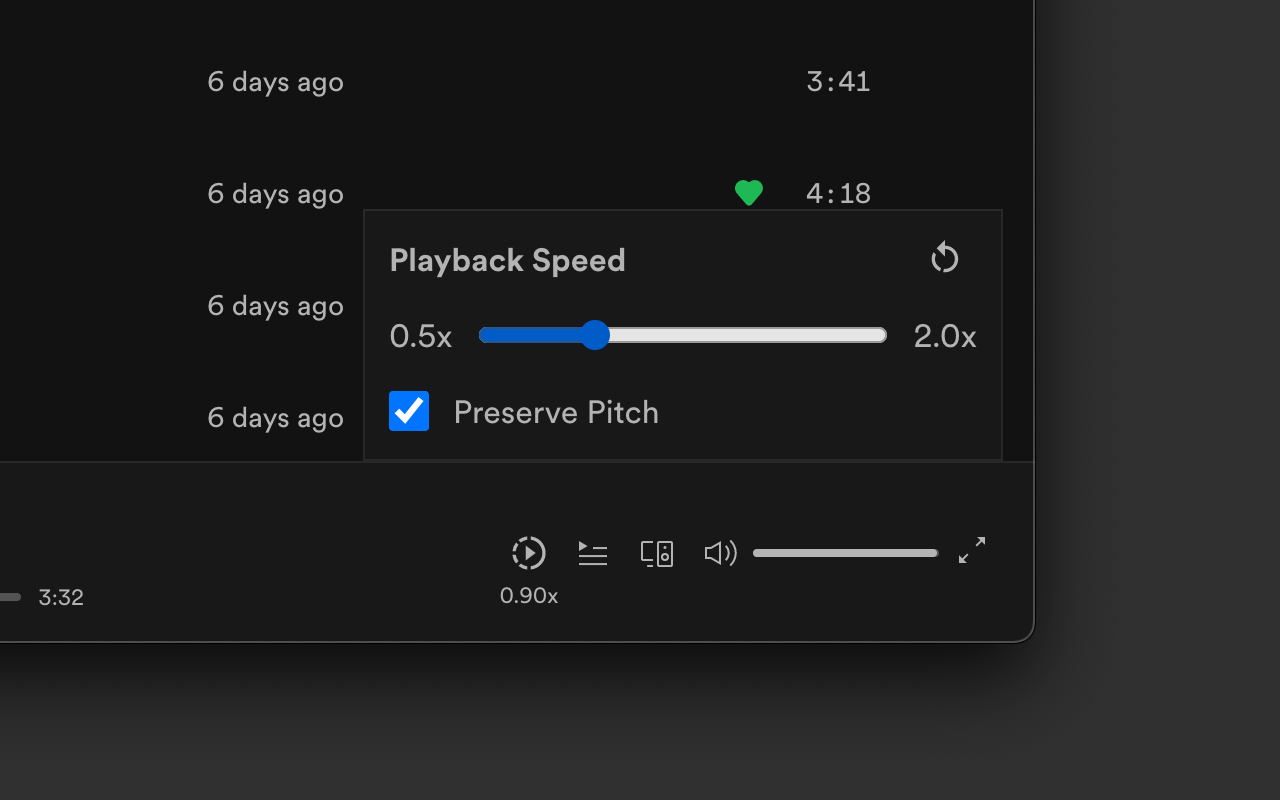 6 days ago 3:41
6 days ago 4:18
Playback Speed
6 days ago
0.5x 2.0x
Preserve Pitch
6 days ago
3:32
0.90x